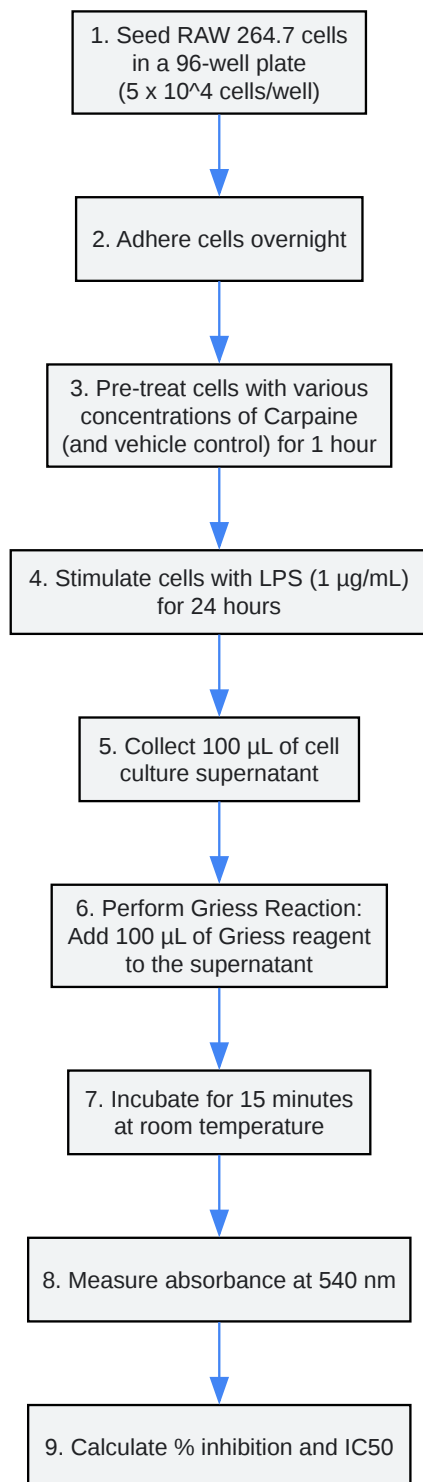 1. Seed RAW 264.7 cells
in a 96-well plate
(5 x 10^4 cells/well)
2. Adhere cells overnight
3. Pre-treat cells with various
concentrations of Carpaine
(and vehicle control) for 1 hour
4. Stimulate cells with LPS (1 µg/mL)
for 24 hours
5. Collect 100 µL of cell
culture supernatant
6. Perform Griess Reaction:
Add 100 µL of Griess reagent
to the supernatant
7. Incubate for 15 minutes
at room temperature
8. Measure absorbance at 540 nm
9. Calculate % inhibition and IC50